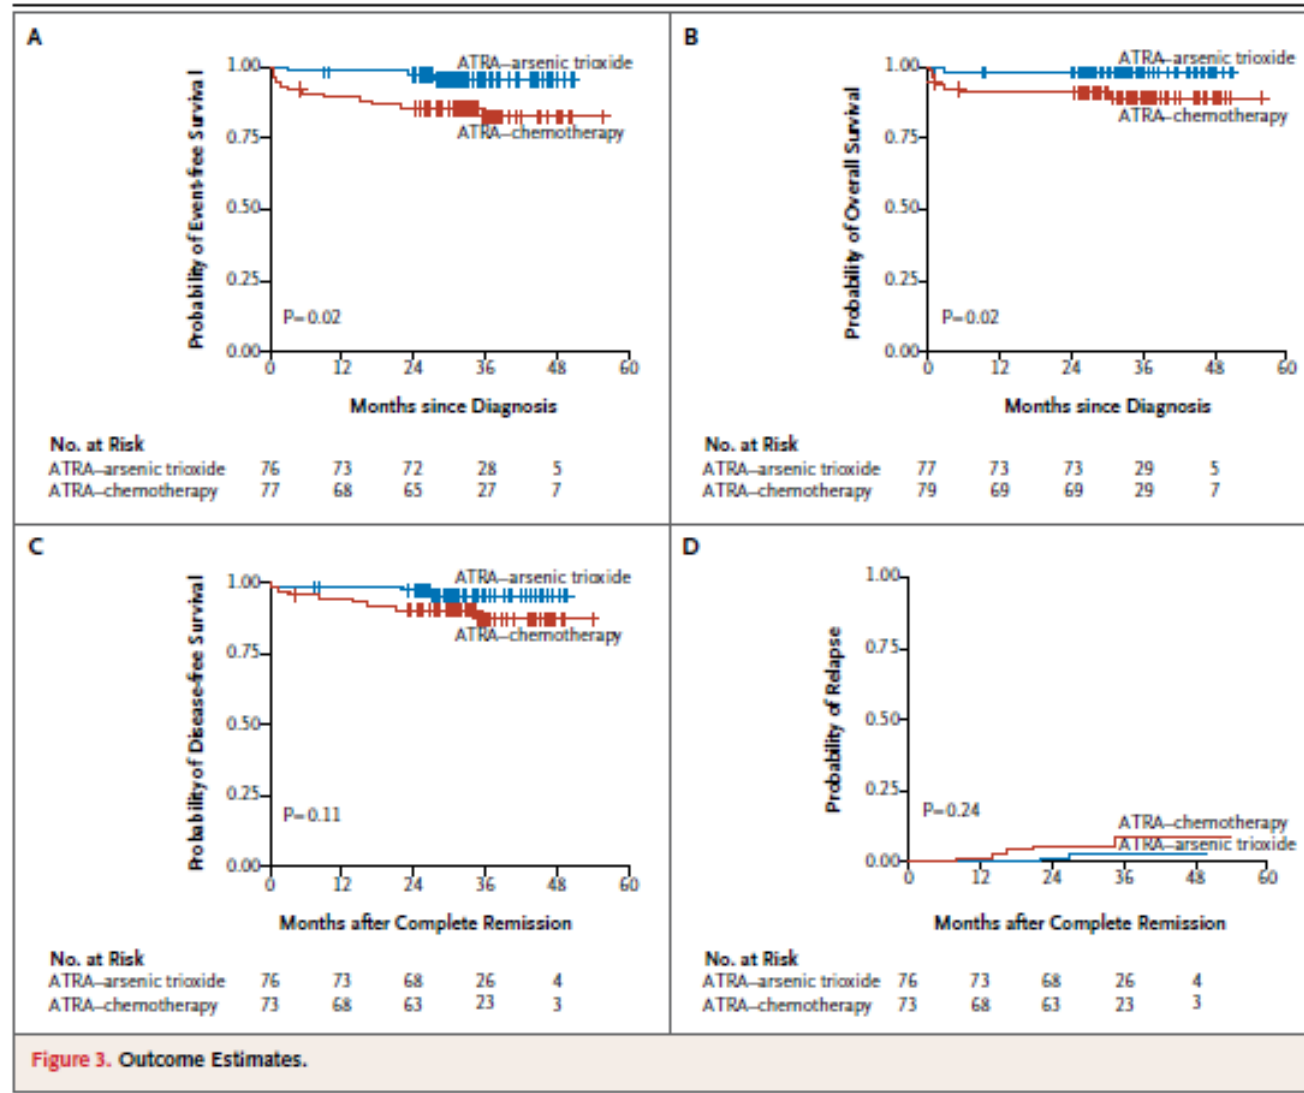 A
Probability of Event-free Survival
1.00
0.75
0.50
0.25
0.00
ATRA–arsenic trioxide
ATRA–chemotherapy
P=0.02
0 12 24 36 48 60
Months since Diagnosis
No. at Risk
ATRA–arsenic trioxide 76 73 72 28 5
ATRA–chemotherapy 77 68 65 27 7
B
Probability of Overall Survival
1.00
0.75
0.50
0.25
0.00
ATRA–arsenic trioxide
ATRA–chemotherapy
P=0.02
0 12 24 36 48 60
Months since Diagnosis
No. at Risk
ATRA–arsenic trioxide 77 73 73 29 5
ATRA–chemotherapy 79 69 69 29 7
C
Probability of Disease-free Survival
1.00
0.75
0.50
0.25
0.00
ATRA–arsenic trioxide
ATRA–chemotherapy
P=0.11
0 12 24 36 48 60
Months after Complete Remission
No. at Risk
ATRA–arsenic trioxide 76 73 68 26 4
ATRA–chemotherapy 73 68 63 23 3
D
Probability of Relapse
1.00
0.75
0.50
0.25
0.00
P=0.24
ATRA–chemotherapy
ATRA–arsenic trioxide
0 12 24 36 48 60
Months after Complete Remission
No. at Risk
ATRA–arsenic trioxide 76 73 68 26 4
ATRA–chemotherapy 73 68 63 23 3
Figure 3. Outcome Estimates.